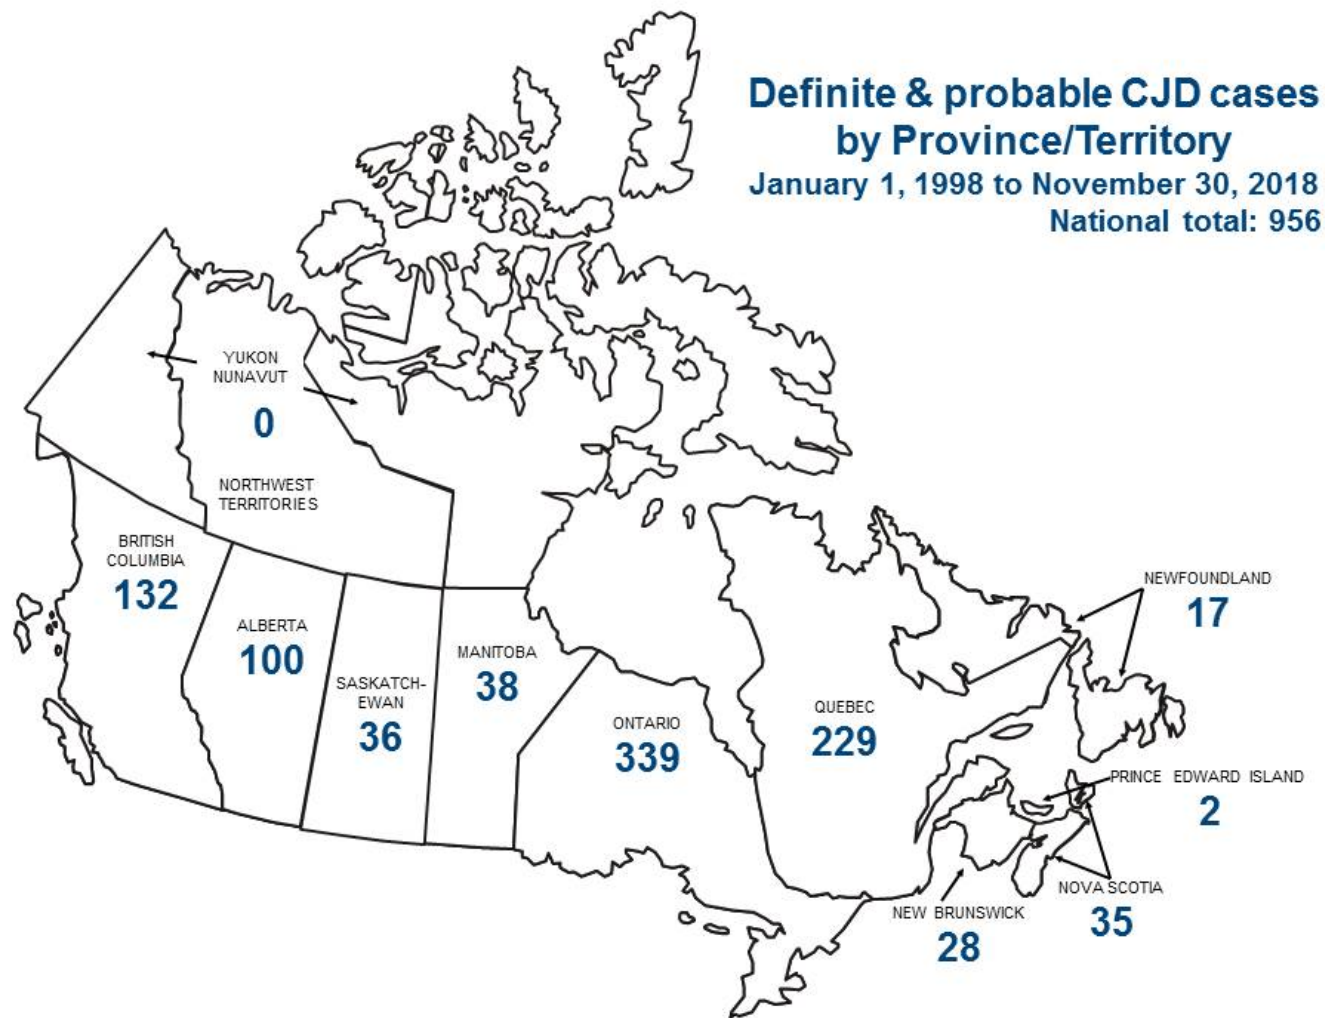 Definite & probable CJD cases
by Province/Territory
January 1, 1998 to November 30, 2018
National total: 956
YUKON
NUNAVUT
0
NORTHWEST
TERRITORIES
BRITISH
COLUMBIA
132
ALBERTA
100
SASKATCH-
EWAN
36
MANITOBA
38
ONTARIO
339
QUEBEC
229
NEWFOUNDLAND
17
PRINCE EDWARD ISLAND
2
NOVA SCOTIA
35
NEW BRUNSWICK
28